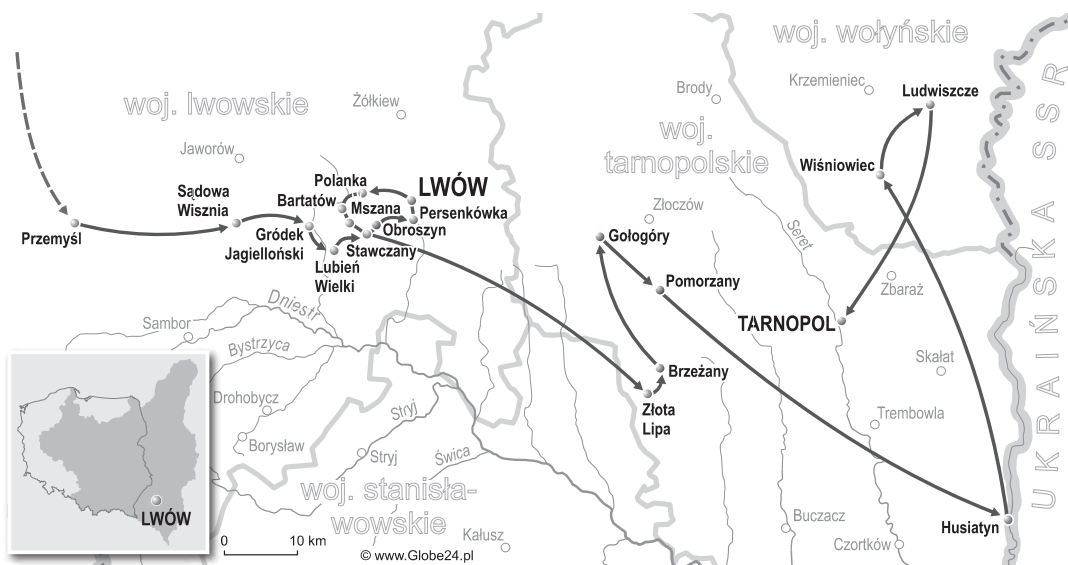 woj. wołyńskie
Krzemieniec
Ludwiszcze
Brody
woj. lwowskie
Żółkiew
woj.
tarnopolskie
Jaworów
Wiśniowiec
Polanka
LWÓW
Sądowa
Wisznia
Bartatów
Mszana
Persenkówka
Złoczów
Przemyśl
Gródek
Jagielloński
Obroszyn
Stawczany
Gołogóry
Seret
Lubień
Wielki
Pomorzany
Zbaraż
Dniestr
TARNOPOL
Sambor
Bystrzyca
Skałat
Brzeżany
Drohobycz
Stryj
Złota
Lipa
Trembowla
Borysław
Stryj
Świca
woj. stanisła-
wowskie
LWÓW
Husiatyn
Buczacz
Kałusz
Czortków
0 10 km
© www.Globe24.pl
UKRAIŃSKA SSR